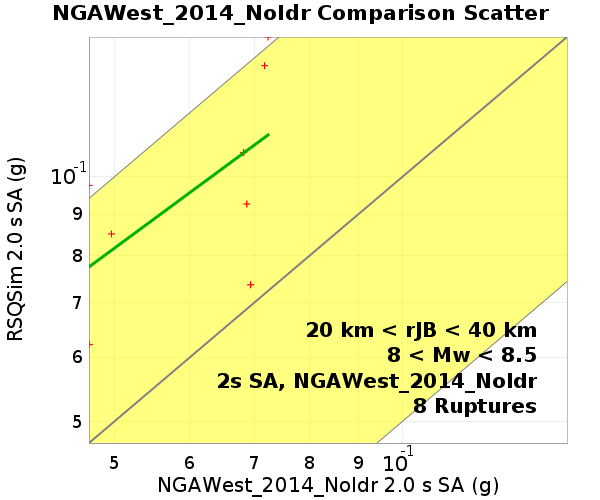 NGAWest_2014_NoIdr Comparison Scatter
RSQSim 2.0 s SA (g)
10-1
9
8
7
6
5
20 km < rJB < 40 km
8 < Mw < 8.5
2s SA, NGAWest_2014_NoIdr
8 Ruptures
5 6 7 8 9 10-1
NGAWest_2014_NoIdr 2.0 s SA (g)